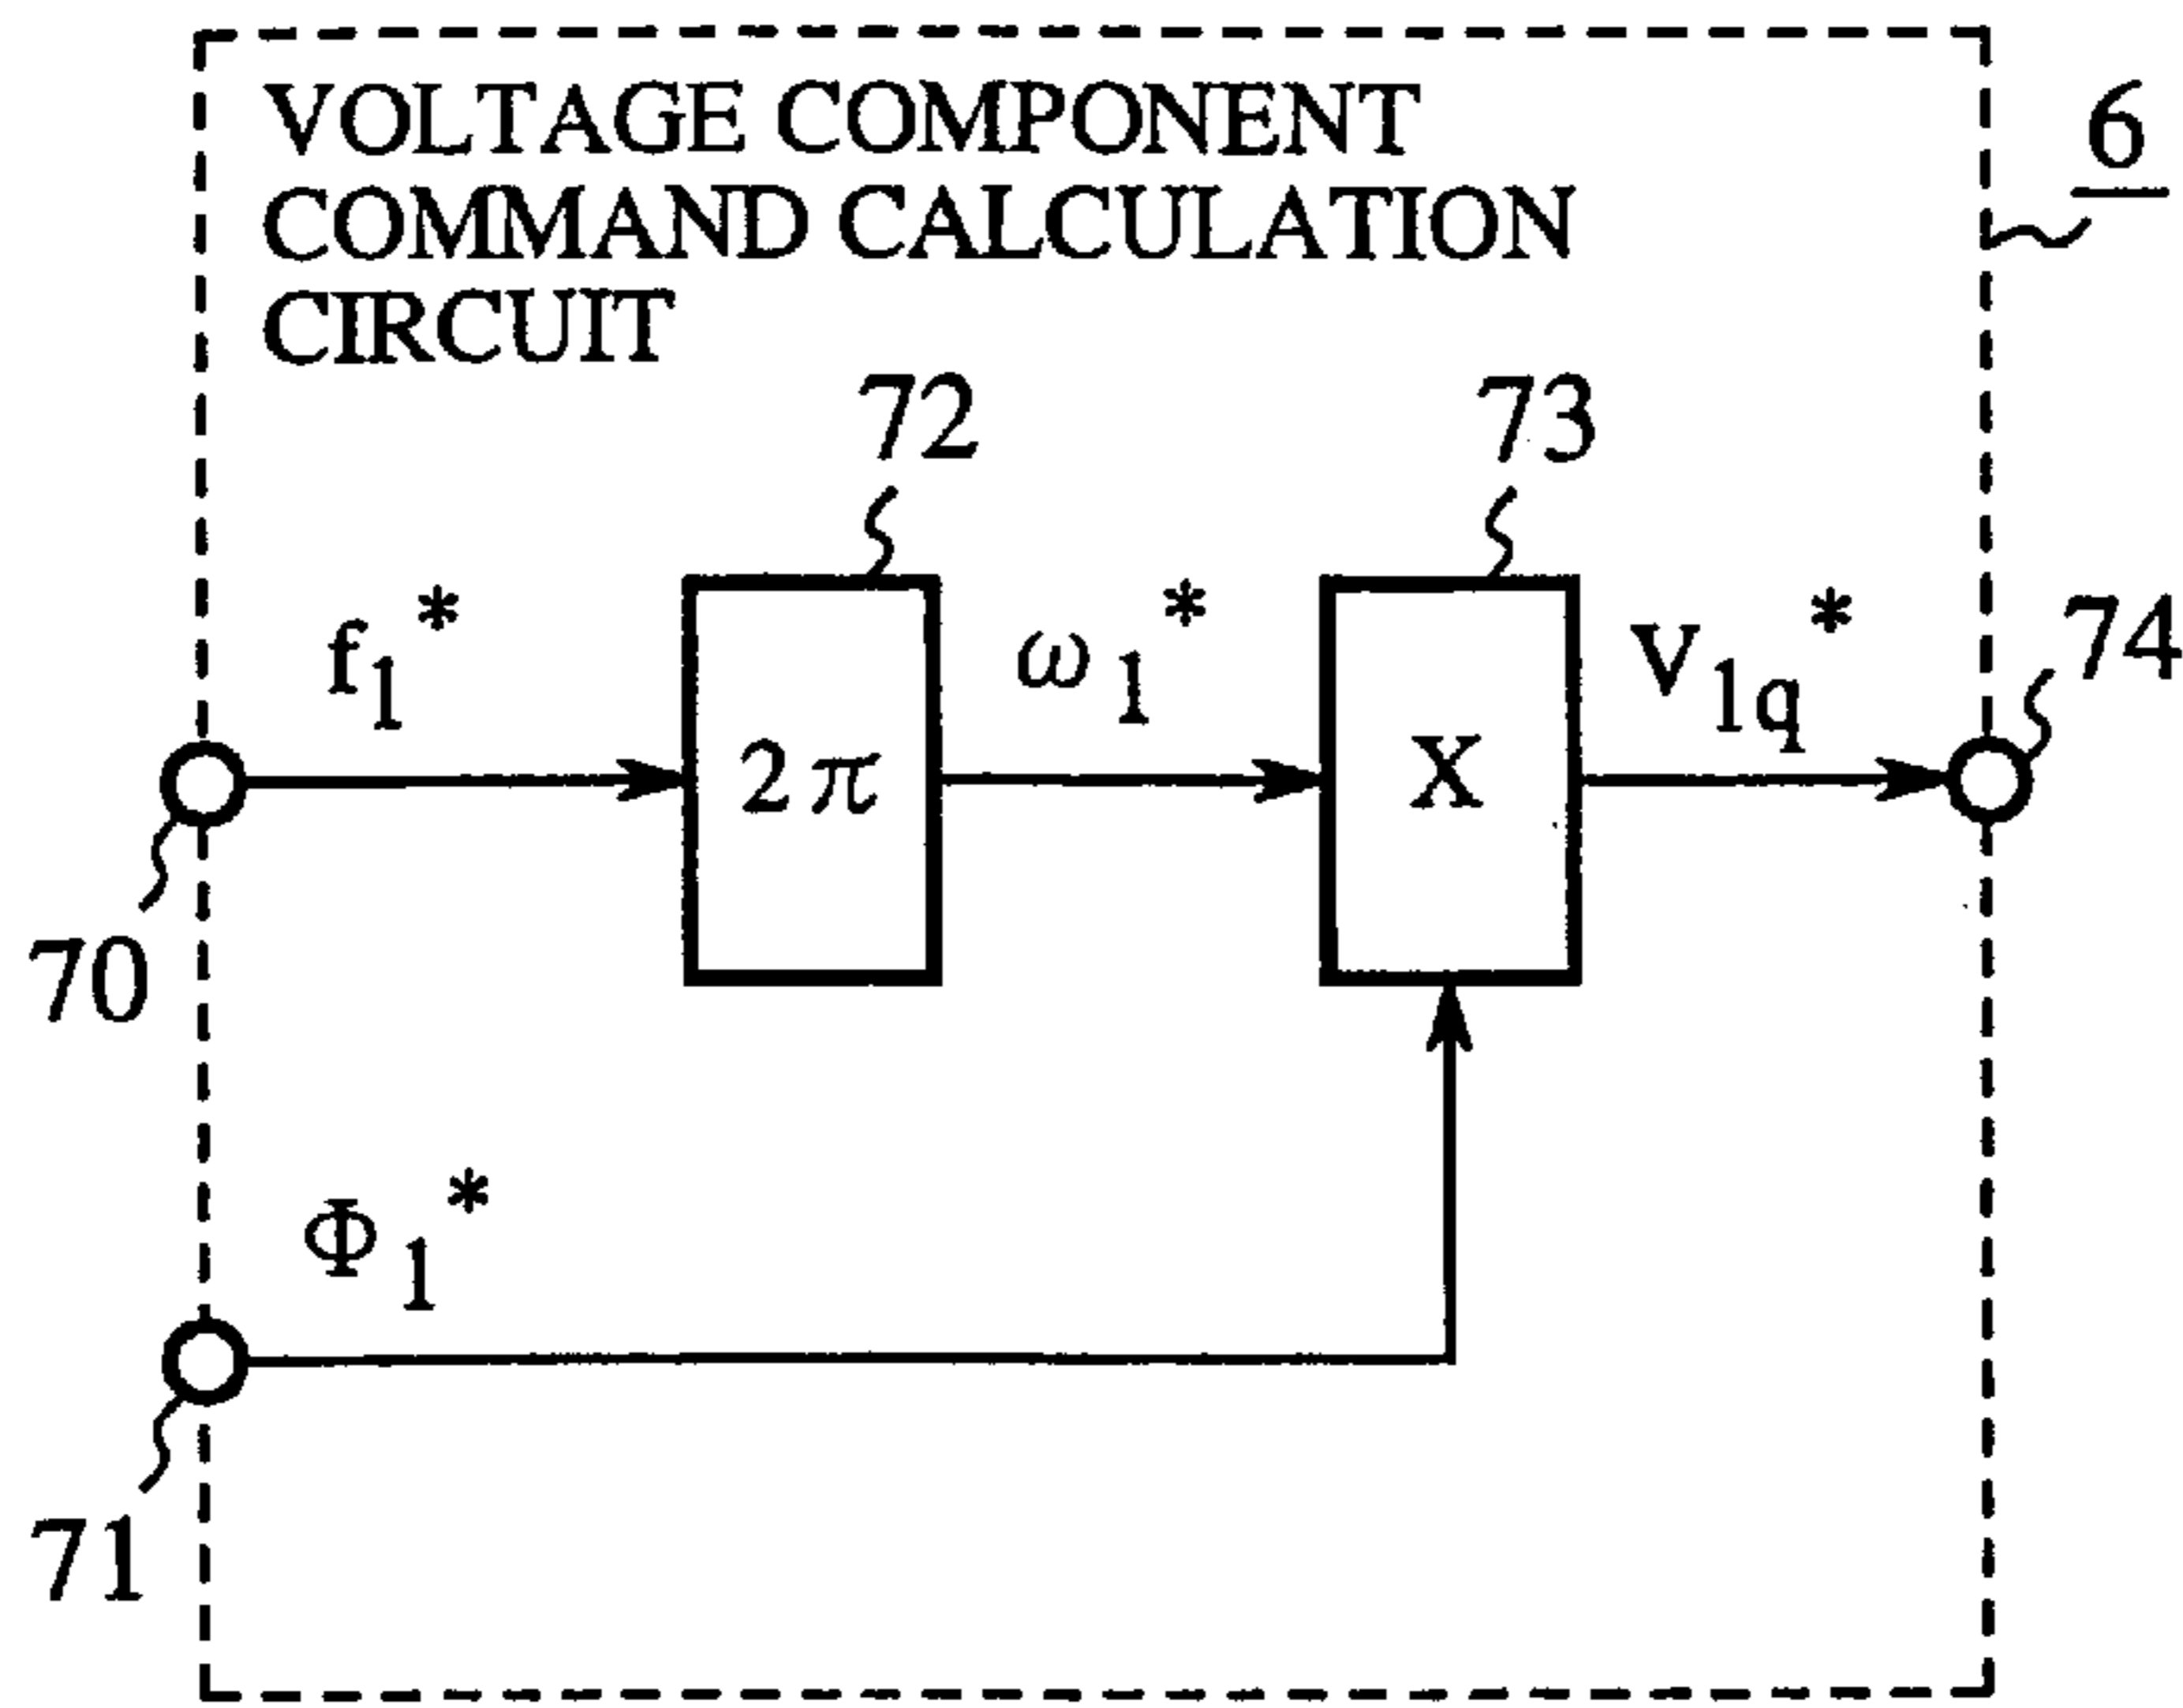 VOLTAGE COMPONENT
COMMAND CALCULATION
CIRCUIT
6
72
73
f₁*
ω₁*
v₁q*
74
2π
X
70
Φ₁*
71